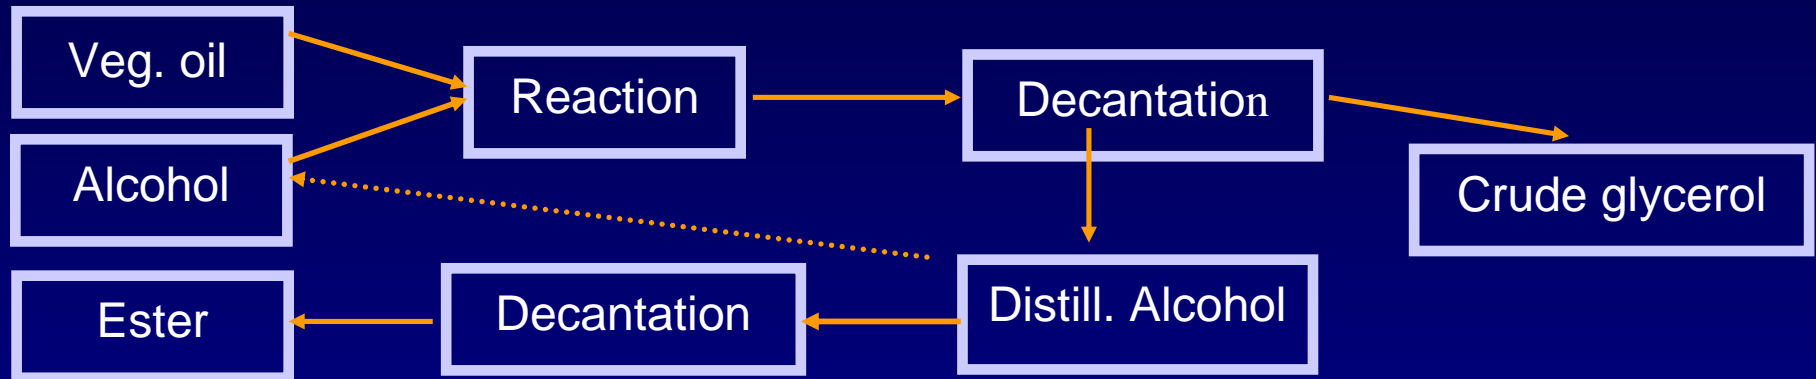 Veg. oil
Alcohol
Reaction
Decantation
Crude glycerol
Distill. Alcohol
Decantation
Ester